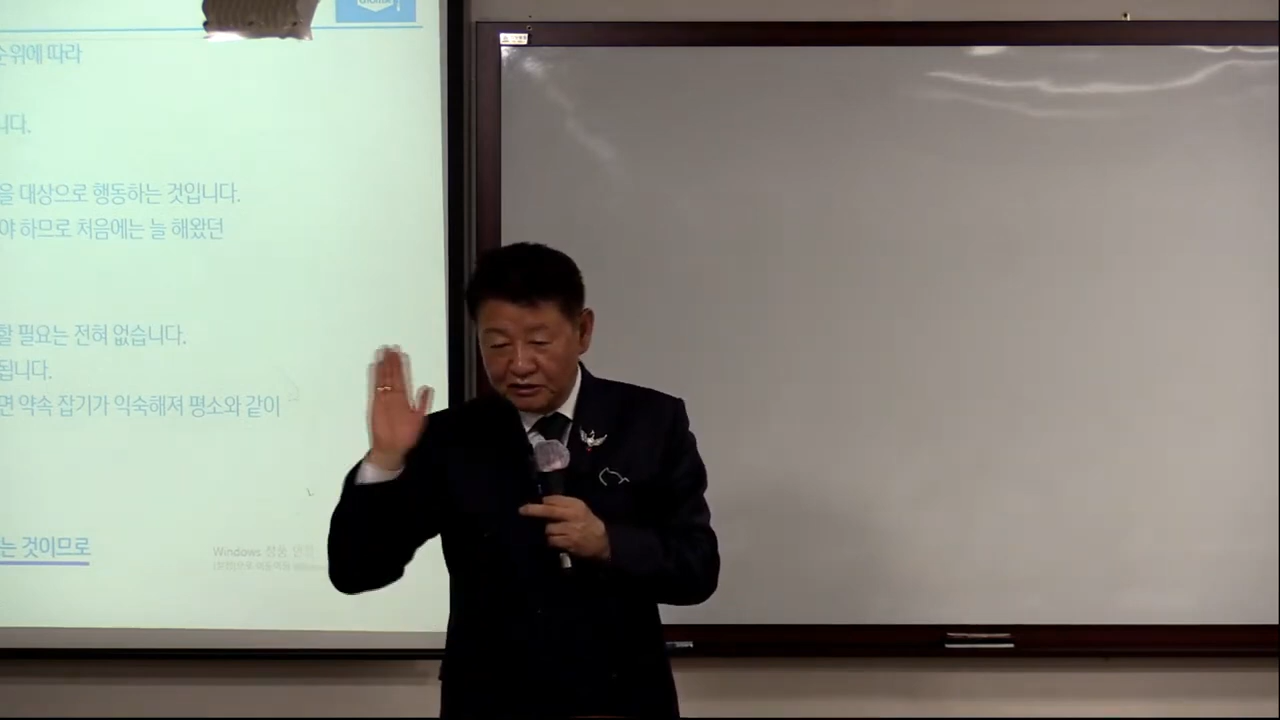 순위에 따라
니다.
을 대상으로 행동하는 것입니다.
야 하므로 처음에는 늘 해왔던
할 필요는 전혀 없습니다.
됩니다.
면 약속 잡기가 익숙해져 평소와 같이
는 것이므로
Windows 정품 인증